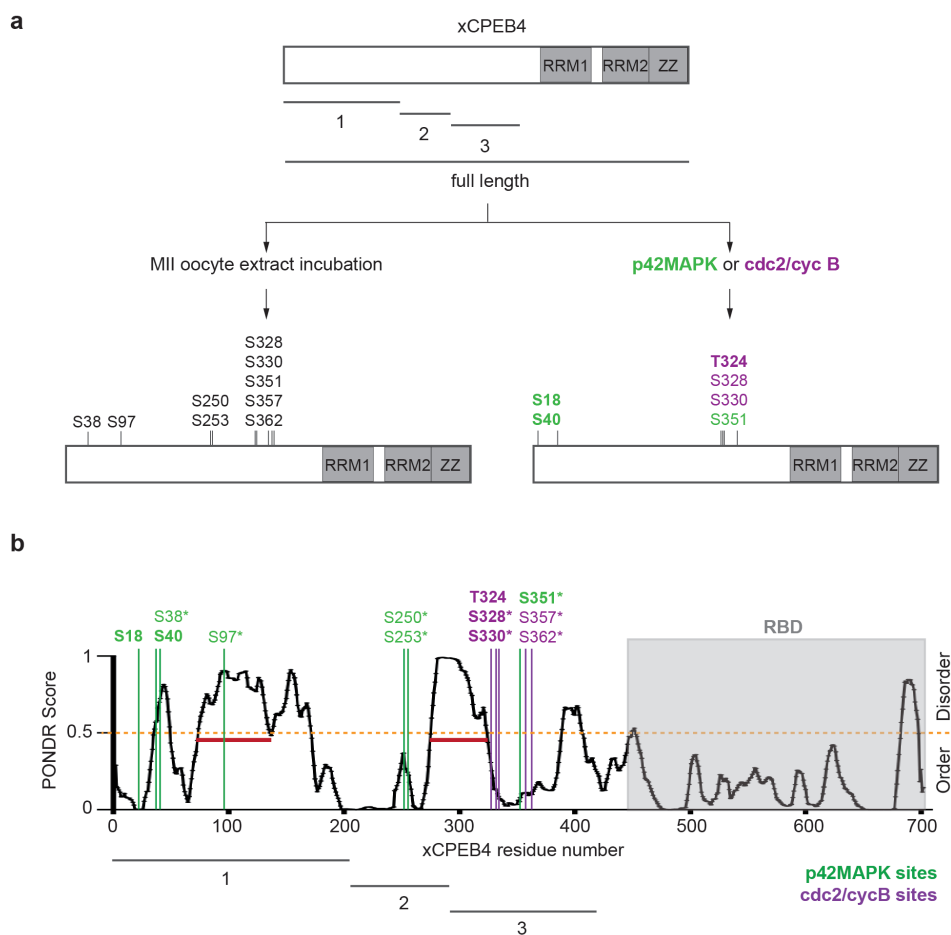 a
xCPEB4
RRM1 RRM2 ZZ
1
2
3
full length
MII oocyte extract incubation
p42MAPK or cdc2/cyc B
S328
S330
S351
S250 S357
S38 S97 S253 S362
RRM1 RRM2 ZZ
T324
S328
S18 S330
S40 S351
RRM1 RRM2 ZZ
b
T324 S351*
S38* S250* S328* S357*
S18 S40 S97* S253* S330* S362*
RBD
PONDR Score
1
0.5
0
Disorder
Order
0 100 200 300 400 500 600 700
xCPEB4 residue number
1
2
3
p42MAPK sites
cdc2/cycB sites